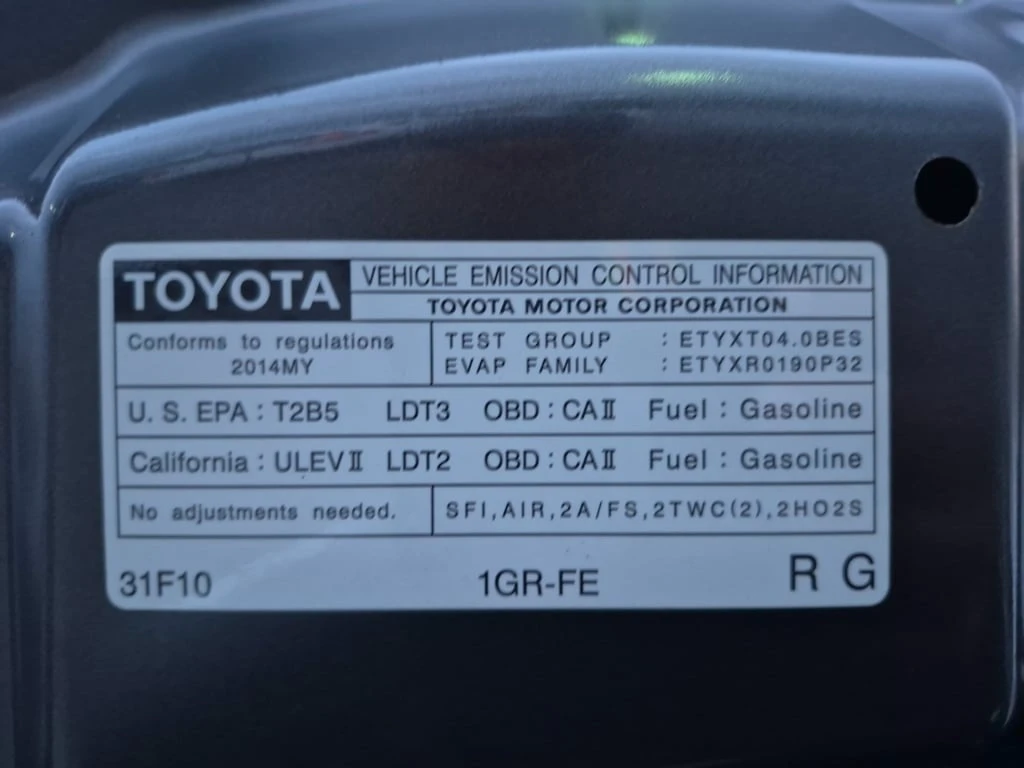 TOYOTA
VEHICLE EMISSION CONTROL INFORMATION
TOYOTA MOTOR CORPORATION
Conforms to regulations
2014MY
TEST GROUP : ETYXT04.0BES
EVAP FAMILY : ETYXR0190P32
U. S. EPA : T2B5 LDT3 OBD : CAⅡ Fuel : Gasoline
California : ULEVⅡ LDT2 OBD : CAⅡ Fuel : Gasoline
No adjustments needed.
SFI,AIR,2A/FS,2TWC(2),2HO2S
31F10 1GR-FE R G